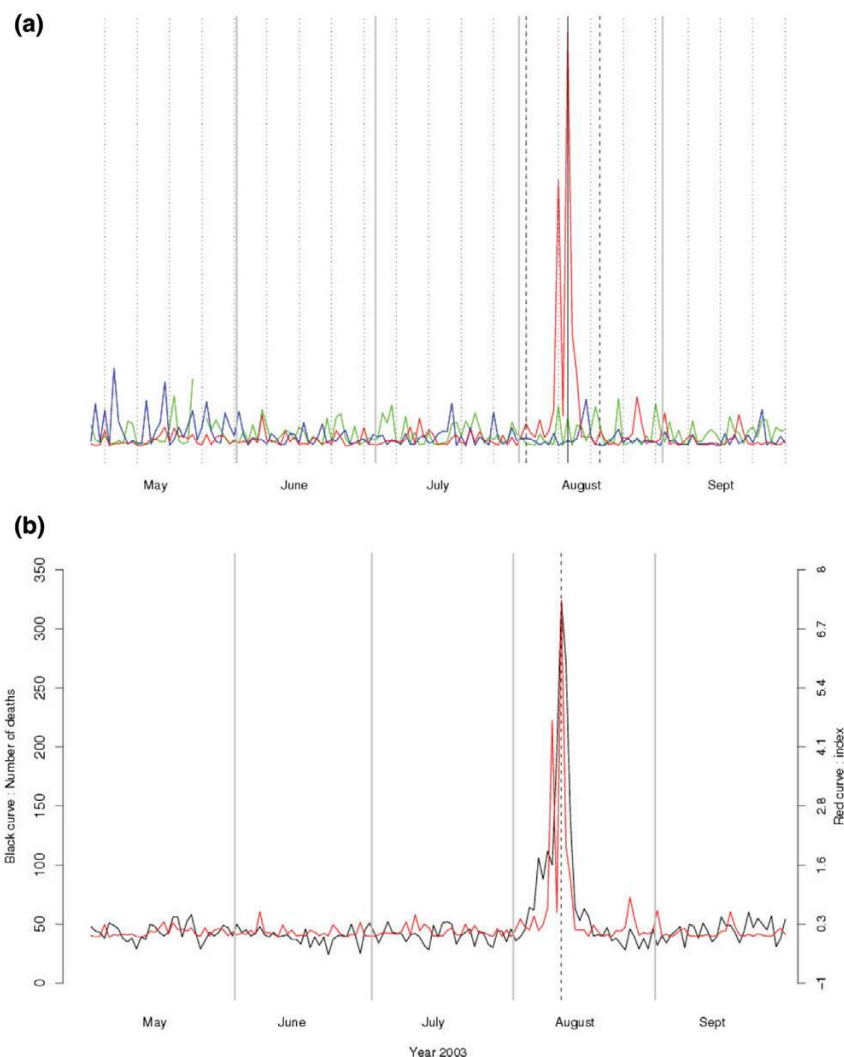 (a)
May June July August Sept
(b)
Black curve : Number of deaths
350
300
250
200
150
100
50
0
8
6.7
5.4
4.1
2.8
1.6
0.3
−1
Red curve : index
May June July August Sept
Year 2003